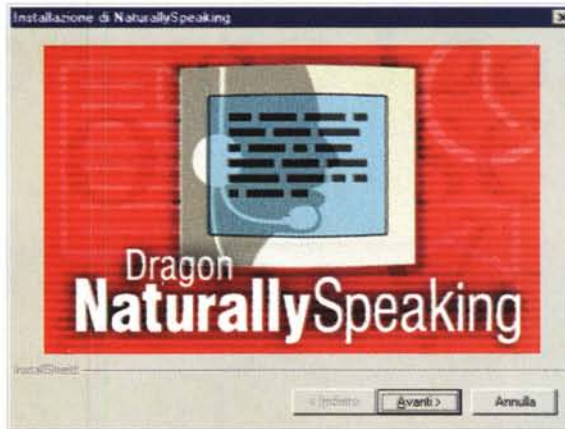 Installazione di NaturallySpeaking
Dragon
NaturallySpeaking
InstallShield
< Indietro
Avanti >
Annulla